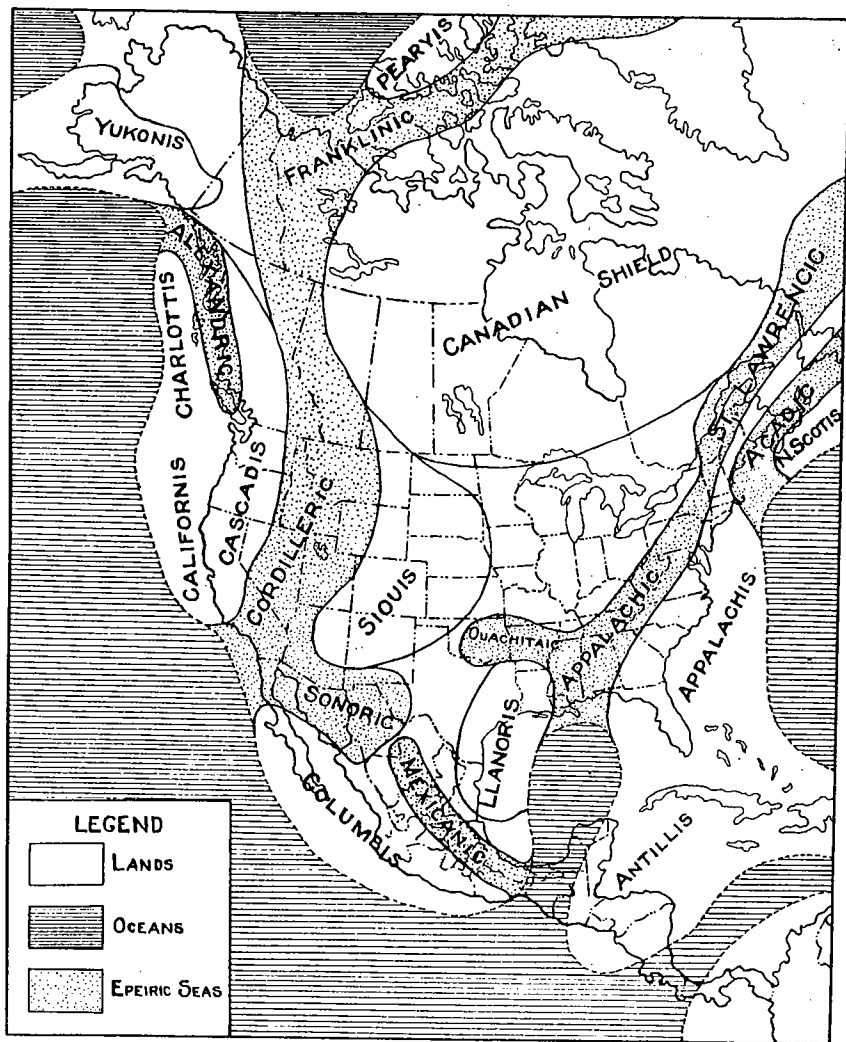 PEARYIS
YUKONIS
FRANKLINIC
ALEXANDRIC
CHARLOTTIS
CANADIAN SHIELD
ST. LAWRENCIC
ACADIC
N. SCOTIS
CALIFORNIS
CASCADIS
CORDILLERIC
SIOUIS
OUACHITAIC
APPALACHIC
APPALACHIS
SONORIC
LLANORIS
COLUMBIS
MEXICANIC
ANTILLIS
LEGEND
LANDS
OCEANS
EPEIRIC SEAS